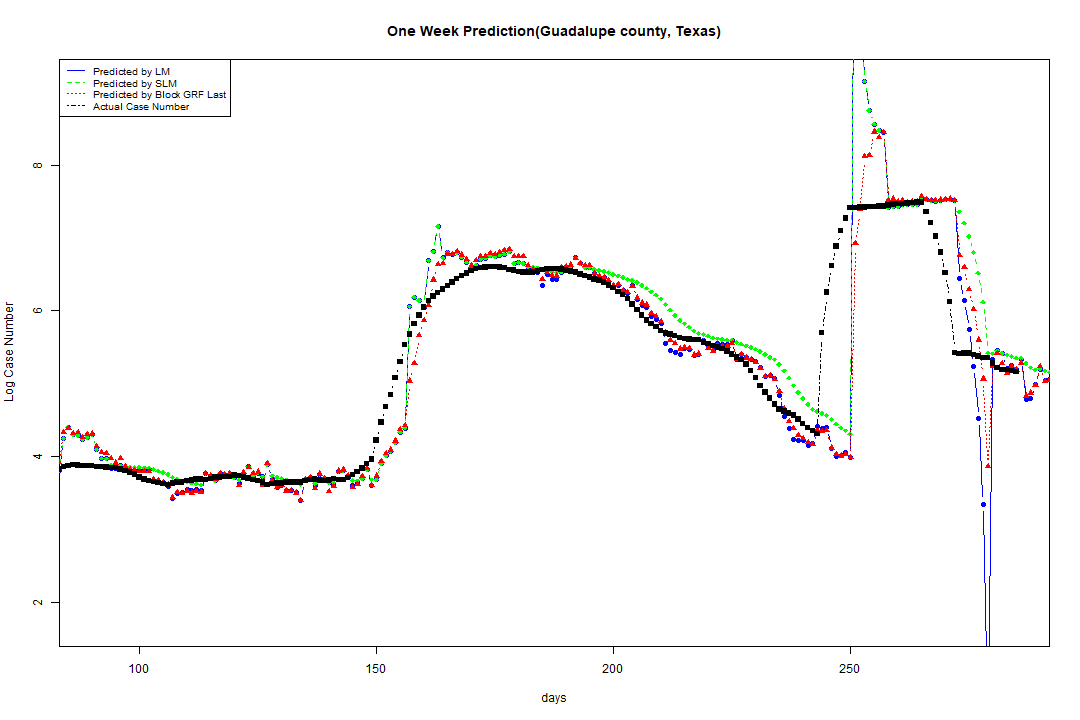 One Week Prediction(Guadalupe county, Texas)
Predicted by LM
Predicted by SLM
Predicted by Block GRF Last
Actual Case Number
Log Case Number
8
6
4
2
100 150 200 250
days